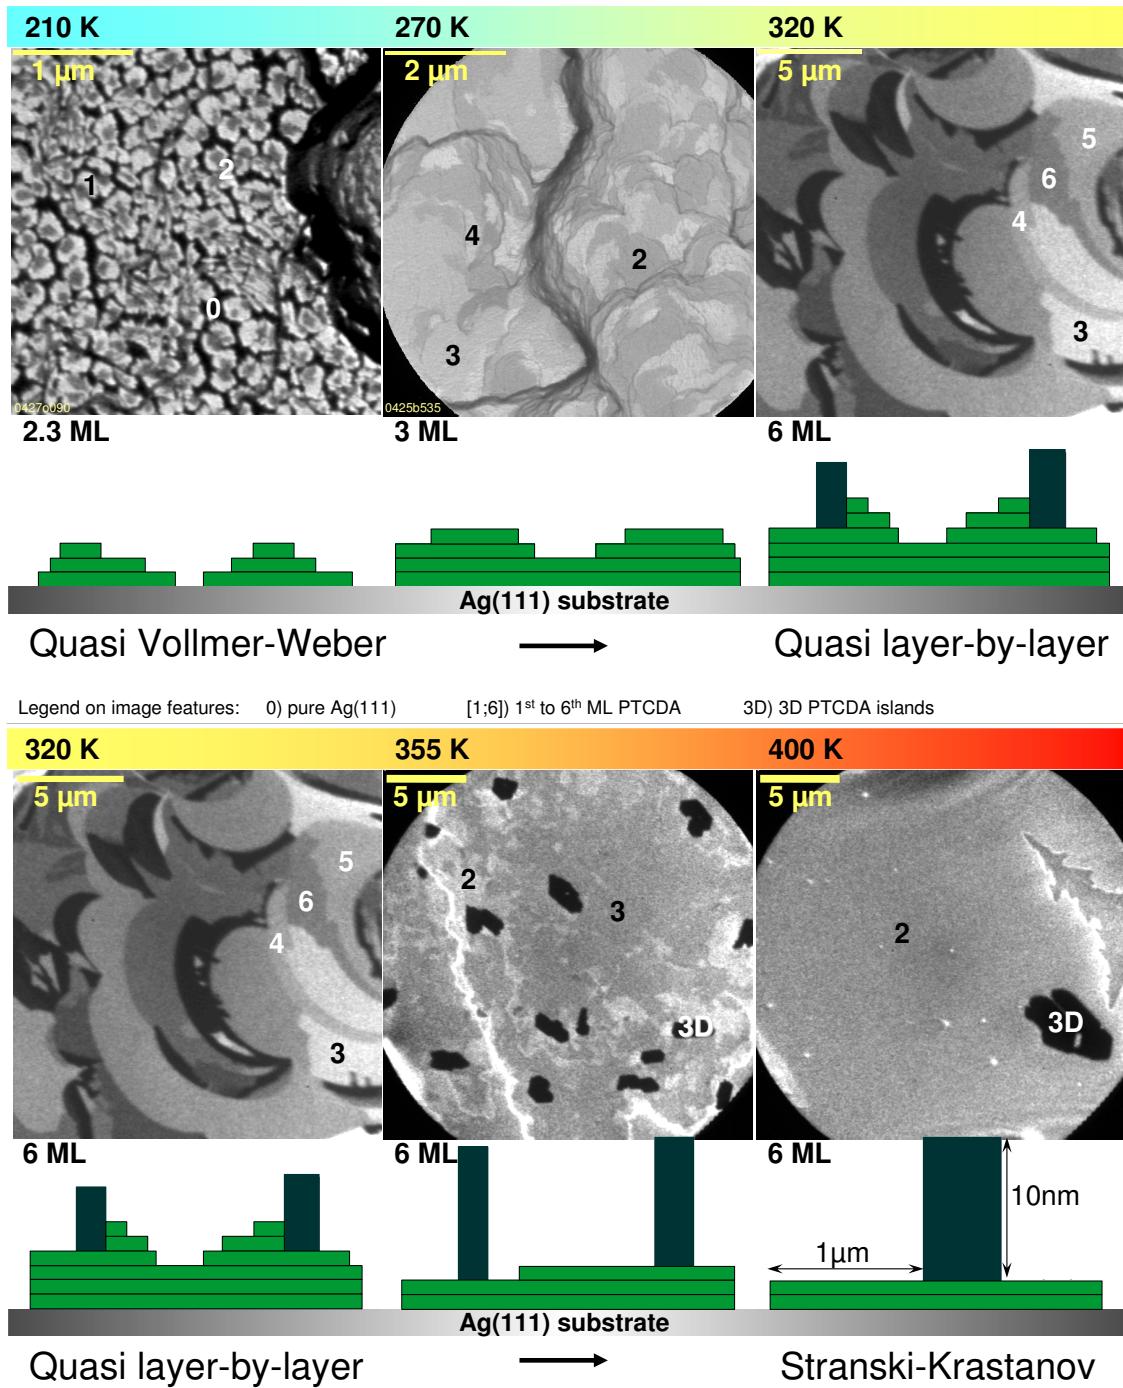 210 K 270 K 320 K
1 µm 2 µm 5 µm
1 2 0
4 2 3
5 6 4 3
0427o090 0425b535
2.3 ML 3 ML 6 ML
Ag(111) substrate
Quasi Vollmer-Weber Quasi layer-by-layer
Legend on image features: 0) pure Ag(111) [1;6]) 1st to 6th ML PTCDA 3D) 3D PTCDA islands
320 K 355 K 400 K
5 µm 5 µm 5 µm
5 6 4 3
2 3 3D
2 3D
6 ML 6 ML 6 ML
10nm
1µm
Ag(111) substrate
Quasi layer-by-layer Stranski-Krastanov